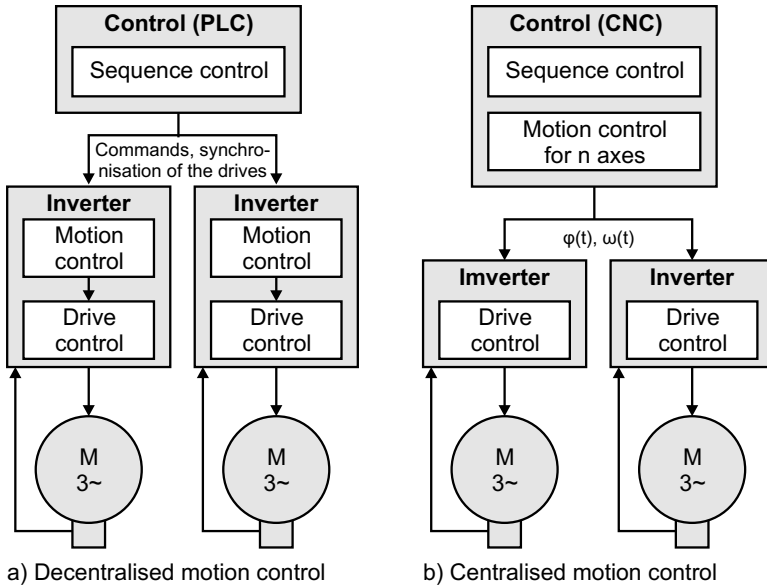 Control (PLC)
Sequence control
Commands, synchro-
nisation of the drives
Inverter
Motion
control
Drive
control
M
3~
Inverter
Motion
control
Drive
control
M
3~
a) Decentralised motion control
Control (CNC)
Sequence control
Motion control
for n axes
φ(t), ω(t)
Imverter
Drive
control
M
3~
Inverter
Drive
control
M
3~
b) Centralised motion control